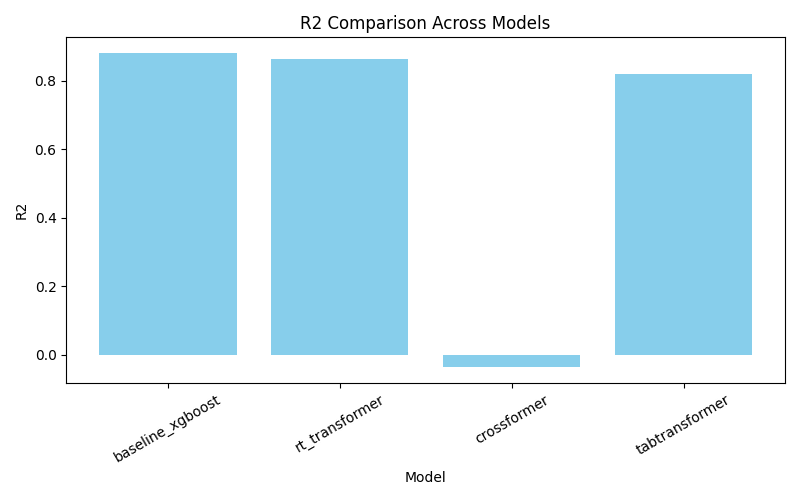 R2 Comparison Across Models
R2
0.8
0.6
0.4
0.2
0.0
baseline_xgboost
rt_transformer
crossformer
tabtransformer
Model